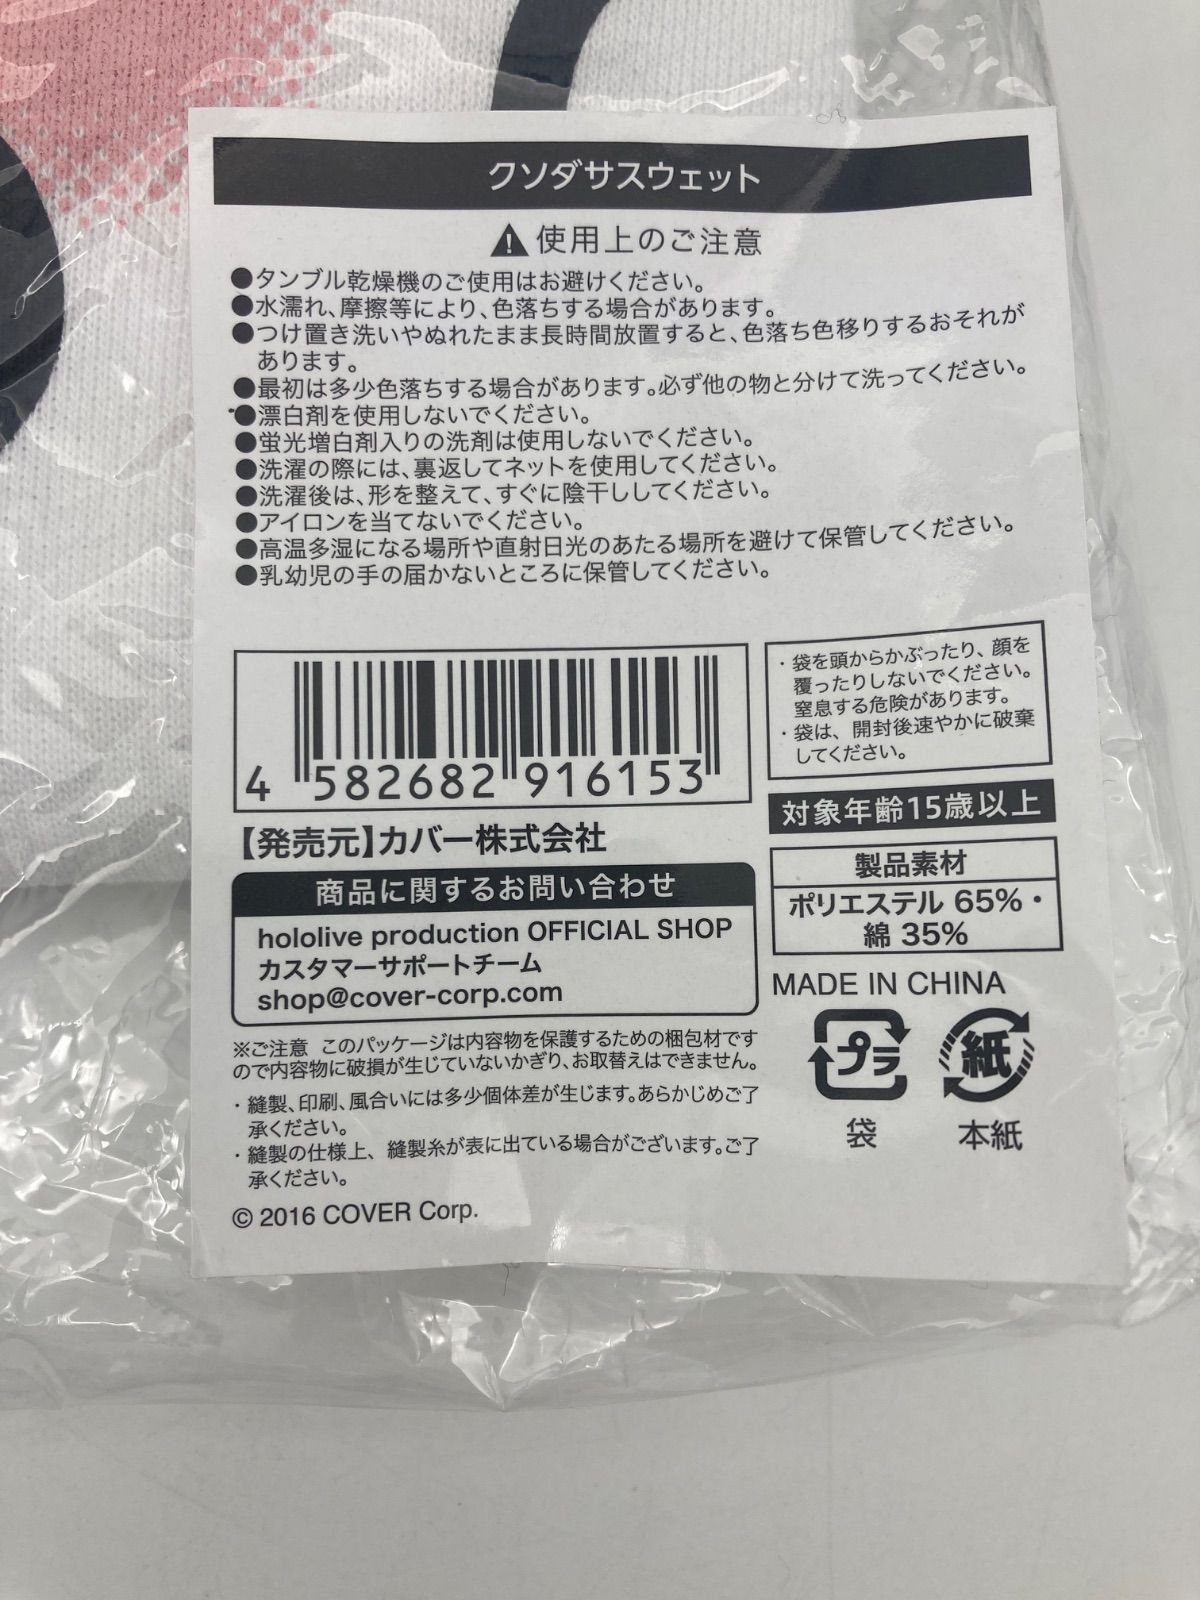 クソダサスウェット
使用上のご注意
●タンブル乾燥機のご使用はお避けください。
●水濡れ、摩擦等により、色落ちする場合があります。
●つけ置き洗いやぬれたまま長時間放置すると、色落ち色移りするおそれが
あります。
●最初は多少色落ちする場合があります。必ず他の物と分けて洗ってください。
●漂白剤を使用しないでください。
●蛍光増白剤入りの洗剤は使用しないでください。
●洗濯の際には、裏返してネットを使用してください。
●洗濯後は、形を整えて、すぐに陰干ししてください。
●アイロンを当てないでください。
●高温多湿になる場所や直射日光のあたる場所を避けて保管してください。
●乳幼児の手の届かないところに保管してください。
4 582682 916153
・袋を頭からかぶったり、顔を
覆ったりしないでください。
窒息する危険があります。
・袋は、開封後速やかに破棄
してください。
対象年齢15歳以上
【発売元】カバー株式会社
商品に関するお問い合わせ
hololive production OFFICIAL SHOP
カスタマーサポートチーム
shop@cover-corp.com
製品素材
ポリエステル 65%・
綿 35%
MADE IN CHINA
プラ
紙
袋
本紙
※ご注意 このパッケージは内容物を保護するための梱包材です
ので内容物に破損が生じていないかぎり、お取替えはできません。
・縫製、印刷、風合いには多少個体差が生じます。あらかじめご了
承ください。
・縫製の仕様上、縫製糸が表に出ている場合がございます。ご了
承ください。
© 2016 COVER Corp.